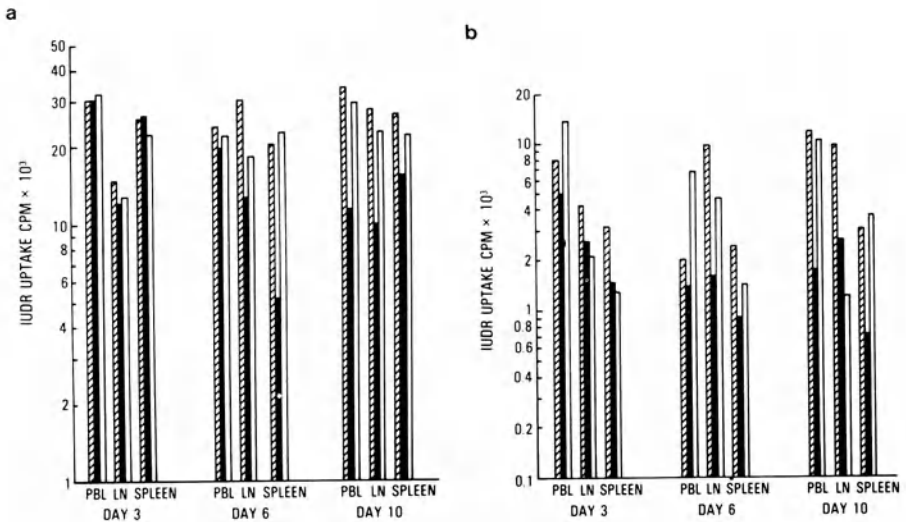 a
50
40
30
20
10
8
6
4
2
1
IUDR UPTAKE CPM × 10³
PBL LN SPLEEN
DAY 3
PBL LN SPLEEN
DAY 6
PBL LN SPLEEN
DAY 10
b
20
10
8
6
4
2
1
0.8
0.6
0 4
0.2
0.1
IUDR UPTAKE CPM × 10³
PBL LN SPLEEN
DAY 3
PBL LN SPLEEN
DAY 6
PBL LN SPLEEN
DAY 10